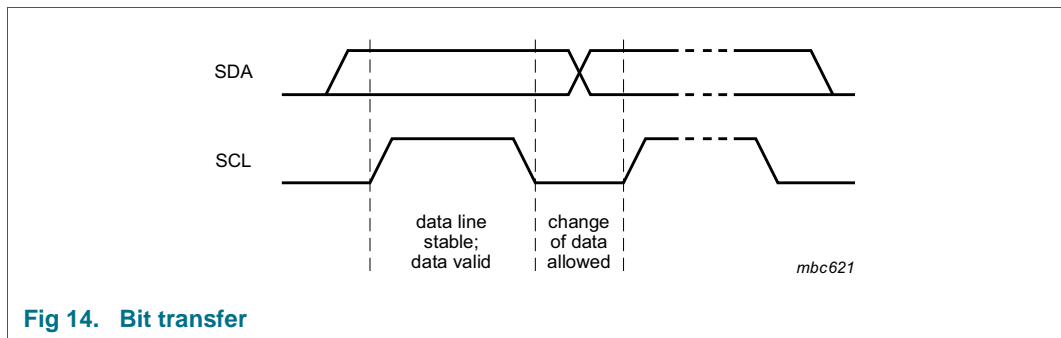 SDA
SCL
data line
stable;
data valid
change
of data
allowed
mbc621
Fig 14. Bit transfer